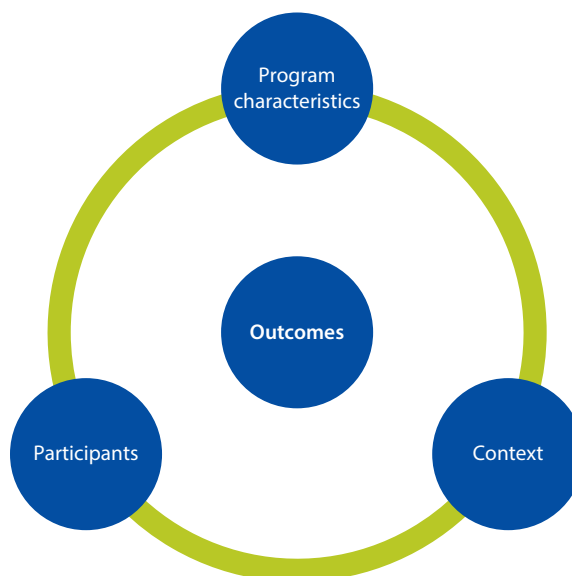 Program
characteristics
Outcomes
Participants
Context